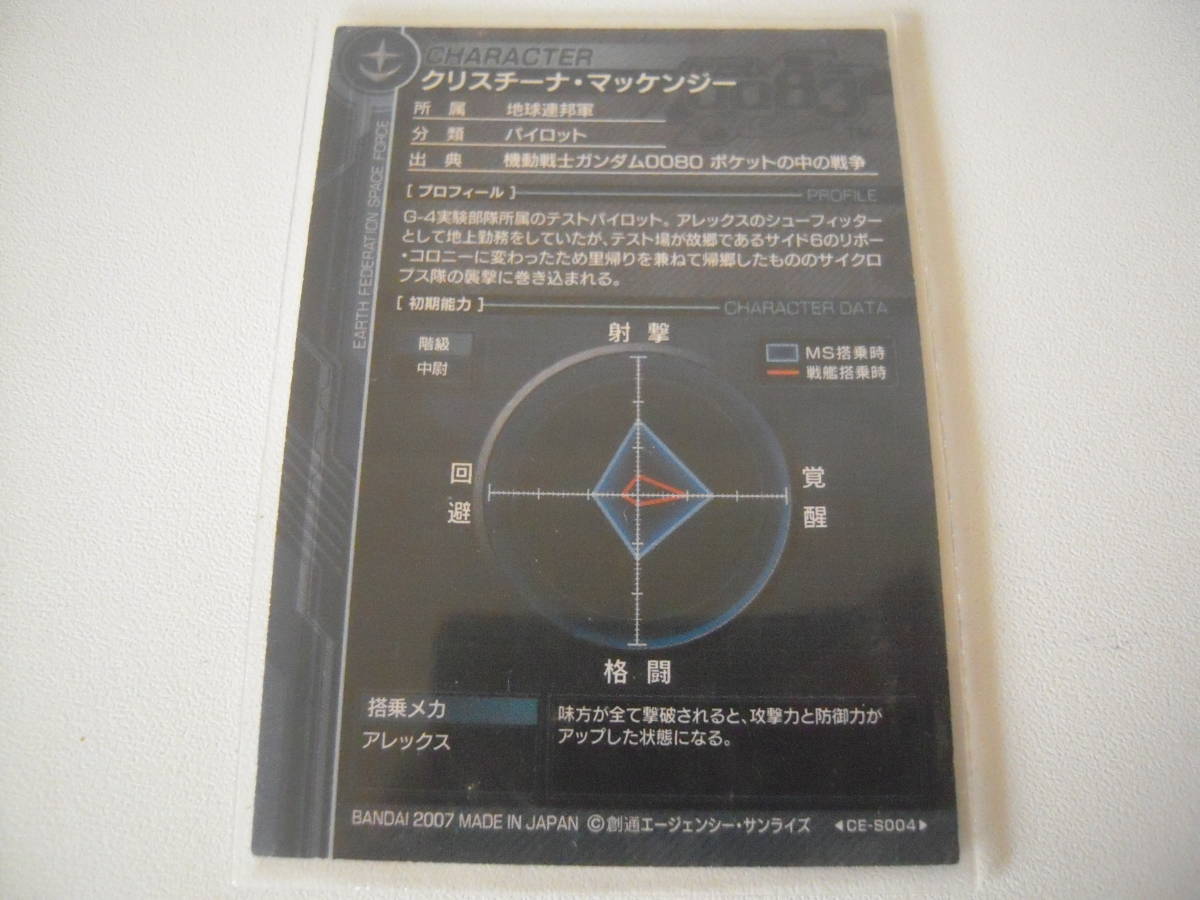 CHARACTER
クリスチーナ・マッケンジー
所属 地球連邦軍
分類 パイロット
出典 機動戦士ガンダム0080 ポケットの中の戦争
[ プロフィール ] PROFILE
G-4実験部隊所属のテストパイロット。アレックスのシューフィッター
として地上勤務をしていたが、テスト場が故郷であるサイド6のリボー
・コロニーに変わったため里帰りを兼ねて帰郷したもののサイクロ
プス隊の襲撃に巻き込まれる。
[ 初期能力 ] CHARACTER DATA
階級
中尉
射撃
MS搭乗時
戦艦搭乗時
回避
覚醒
格闘
搭乗メカ
アレックス
味方が全て撃破されると、攻撃力と防御力が
アップした状態になる。
BANDAI 2007 MADE IN JAPAN ©創通エージェンシー・サンライズ ◀CE-S004▶
EARTH FEDERATION SPACE FORCE